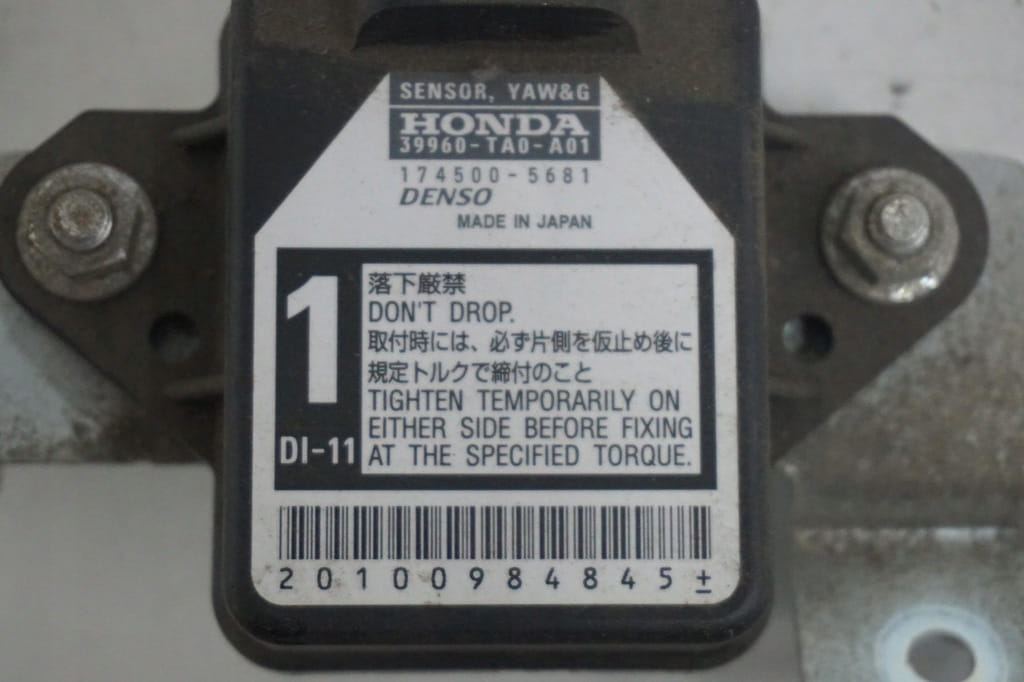 SENSOR, YAW&G
HONDA
39960-TA0-A01
174500-5681
DENSO
MADE IN JAPAN
1
DI-11
落下厳禁
DON'T DROP.
取付時には、必ず片側を仮止め後に
規定トルクで締付のこと
TIGHTEN TEMPORARILY ON
EITHER SIDE BEFORE FIXING
AT THE SPECIFIED TORQUE.
20100984845±